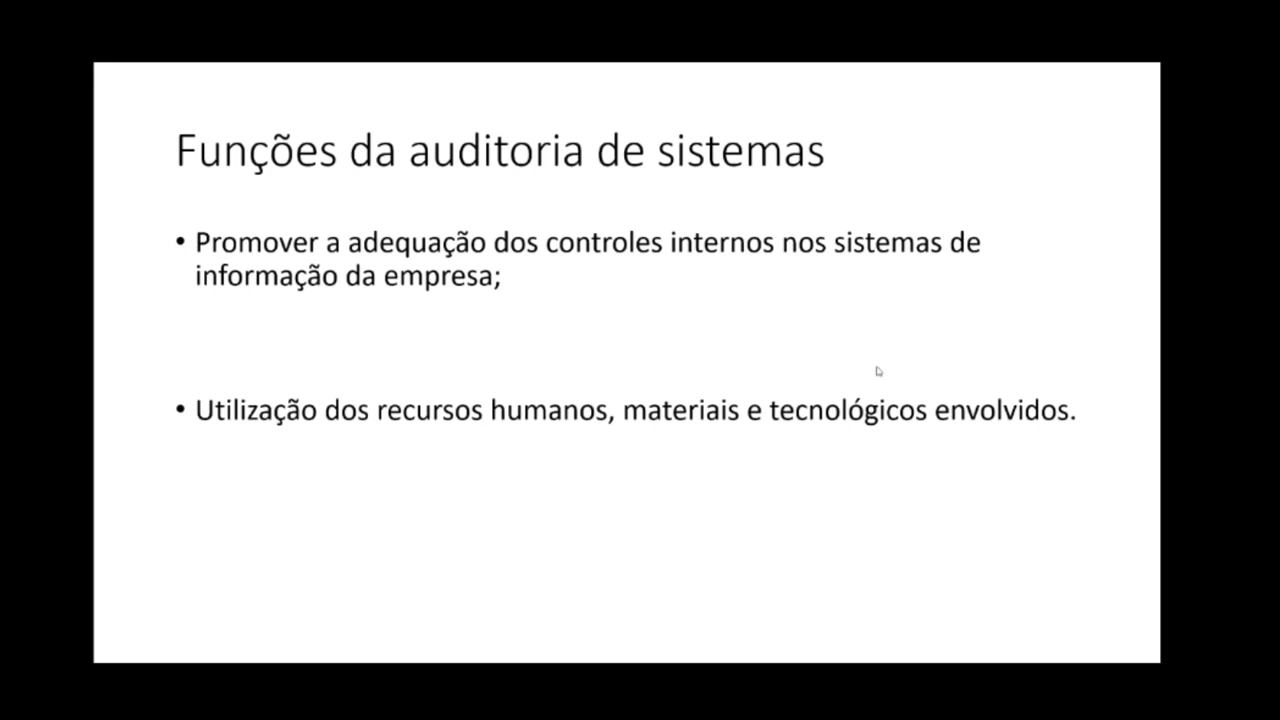 Funções da auditoria de sistemas
• Promover a adequação dos controles internos nos sistemas de
informação da empresa;
• Utilização dos recursos humanos, materiais e tecnológicos envolvidos.